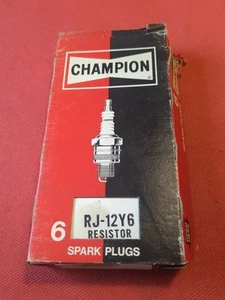 CHAMPION
RJ-12Y6
RESISTOR
6
SPARK PLUGS